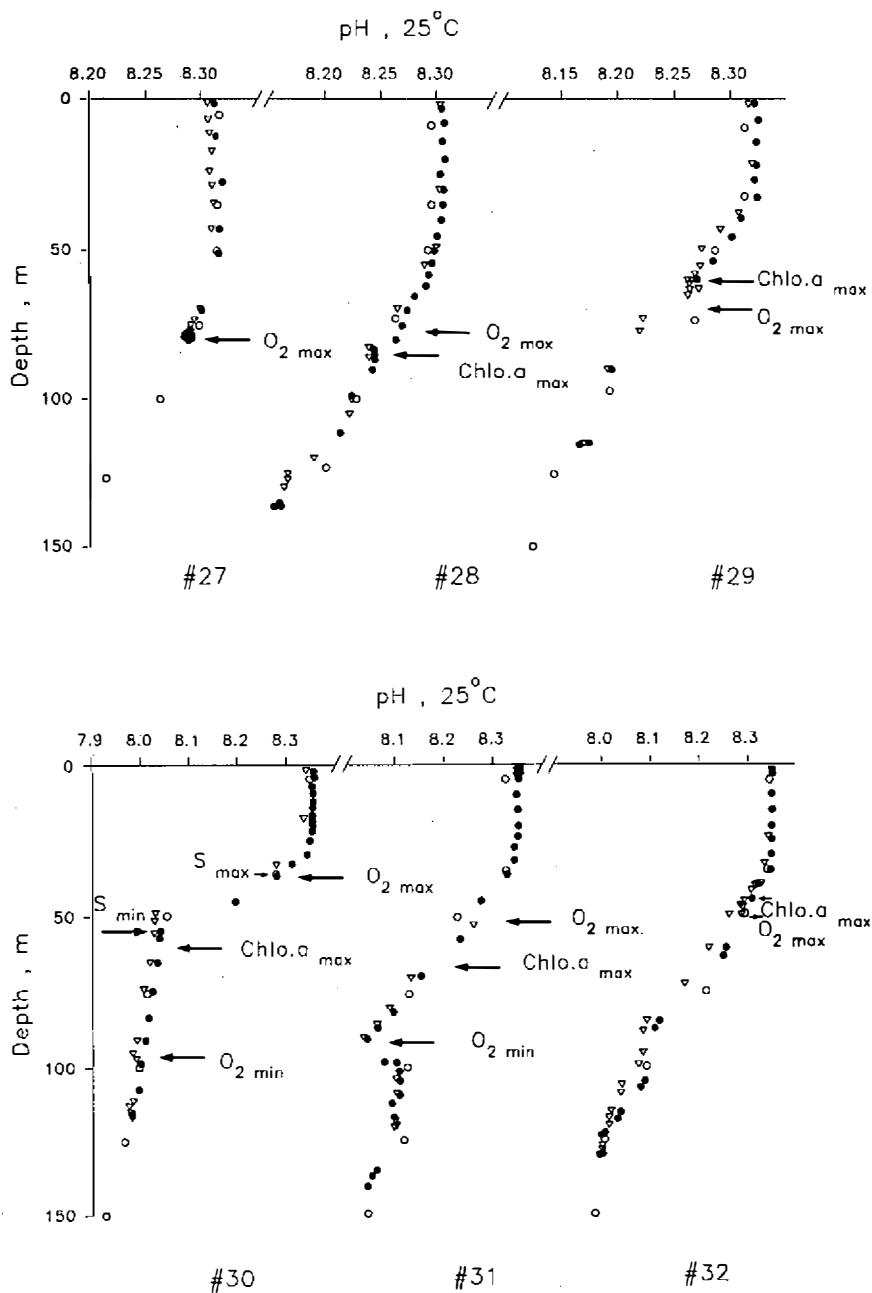 pH , 25°C
8.20 8.25 8.30 8.20 8.25 8.30 8.15 8.20 8.25 8.30
0
50
100
150
Depth , m
O2 max
O2 max
Chlo.a max
Chlo.a max
O2 max
#27 #28 #29
pH , 25°C
7.9 8.0 8.1 8.2 8.3 8.1 8.3 8.0 8.2 8.3
0
50
100
150
Depth , m
S max
O2 max
S min
Chlo.a max
O2 min
O2 max.
Chlo.a max
O2 min
Chlo.a max
O2 max
#30 #31 #32